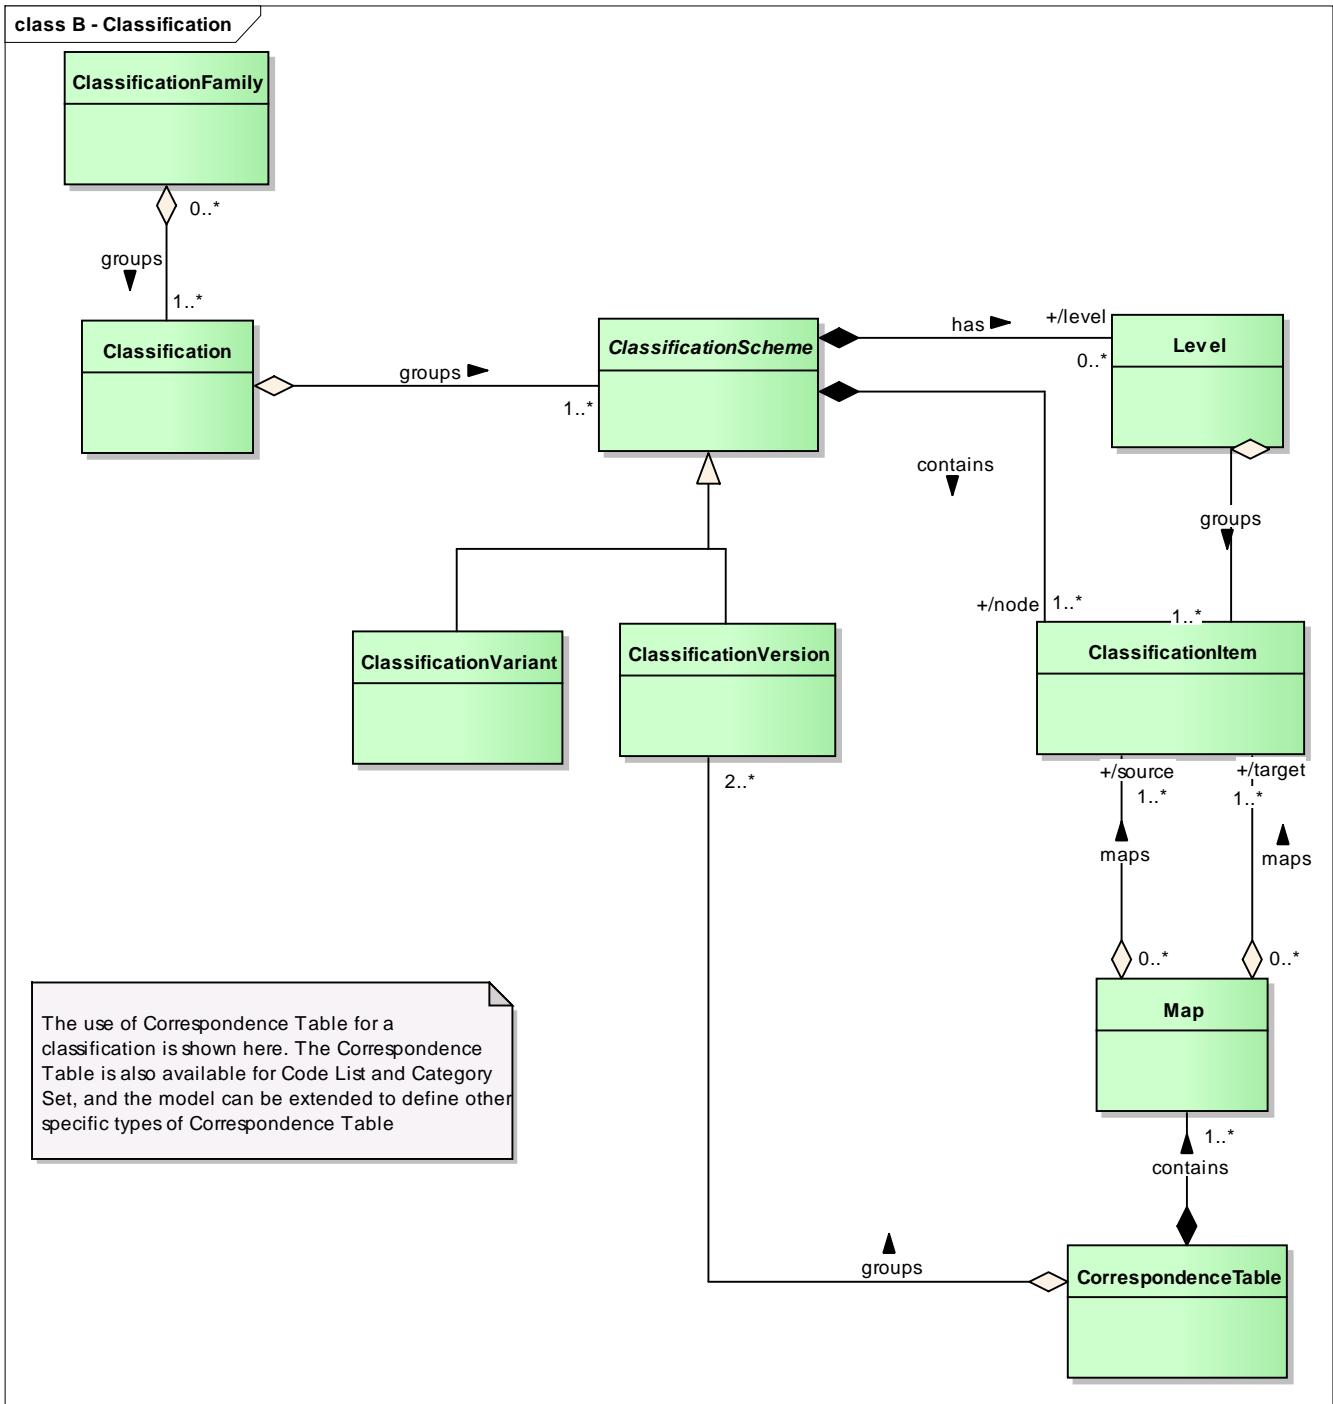 class B - Classification
ClassificationFamily
0..*
groups
1..*
Classification
groups
1..*
ClassificationScheme
has
+/level
0..*
Level
contains
groups
+/node
1..*
1..*
ClassificationVariant
ClassificationVersion
ClassificationItem
2..*
+/source
1..*
+/target
1..*
maps
maps
0..*
0..*
Map
The use of Correspondence Table for a
classification is shown here. The Correspondence
Table is also available for Code List and Category
Set, and the model can be extended to define other
specific types of Correspondence Table
1..*
contains
groups
CorrespondenceTable